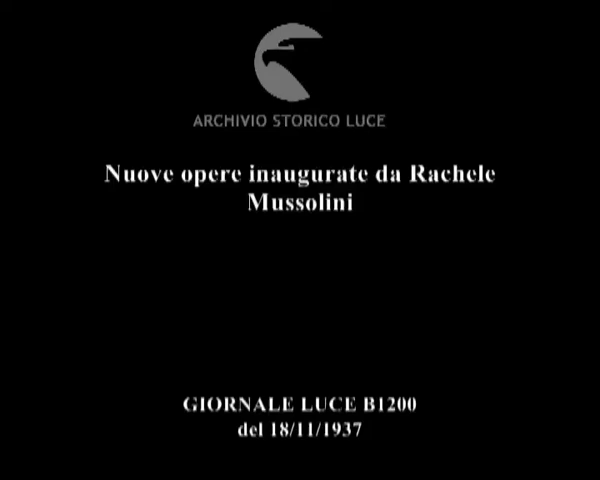 ARCHIVIO STORICO LUCE
Nuove opere inaugurate da Rachele
Mussolini
GIORNALE LUCE B1200
del 18/11/1937